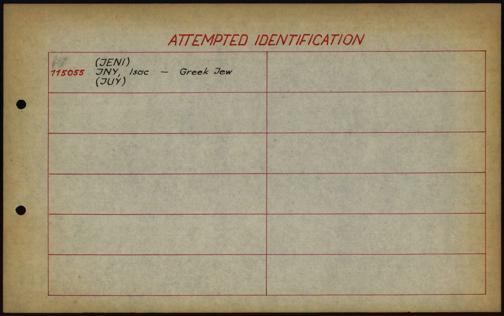 ATTEMPTED IDENTIFICATION
(JENI)
115055 JNY, Isac — Greek Jew
(JUY)